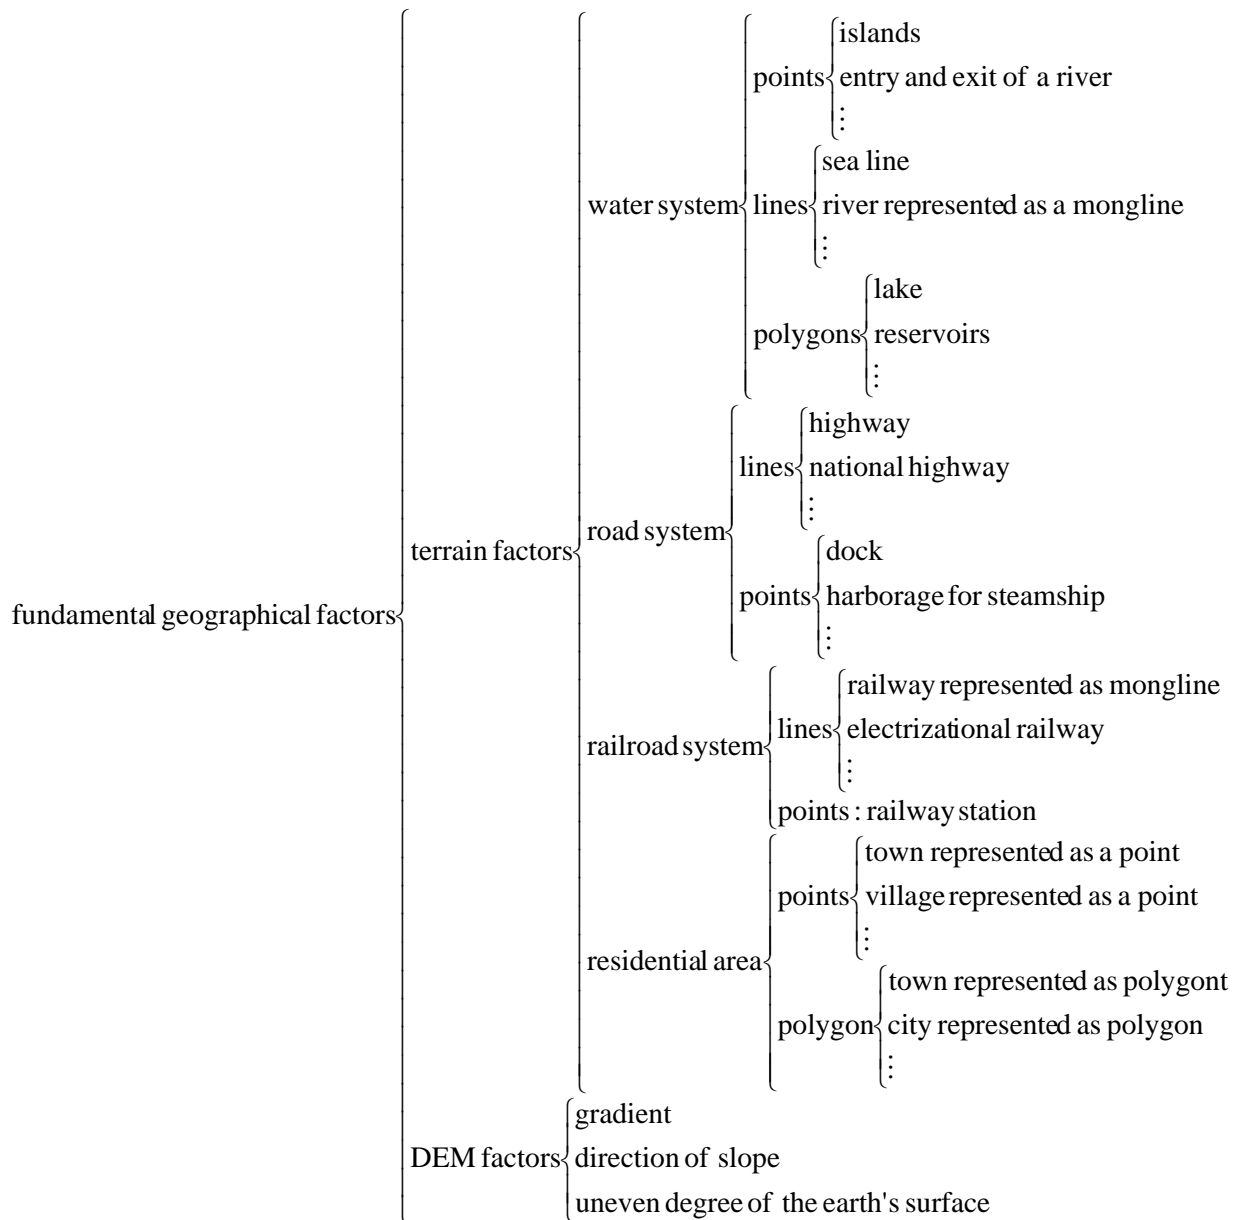 islands
points entry and exit of a river
⋮
sea line
water system lines river represented as a mongline
⋮
lake
polygons reservoirs
⋮
highway
lines national highway
⋮
road system
terrain factors
dock
points harborage for steamship
⋮
fundamental geographical factors
railway represented as mongline
lines electrizational railway
⋮
railroad system
points : railway station
town represented as a point
points village represented as a point
⋮
residential area
town represented as polygont
polygon city represented as polygon
⋮
gradient
DEM factors direction of slope
uneven degree of the earth's surface